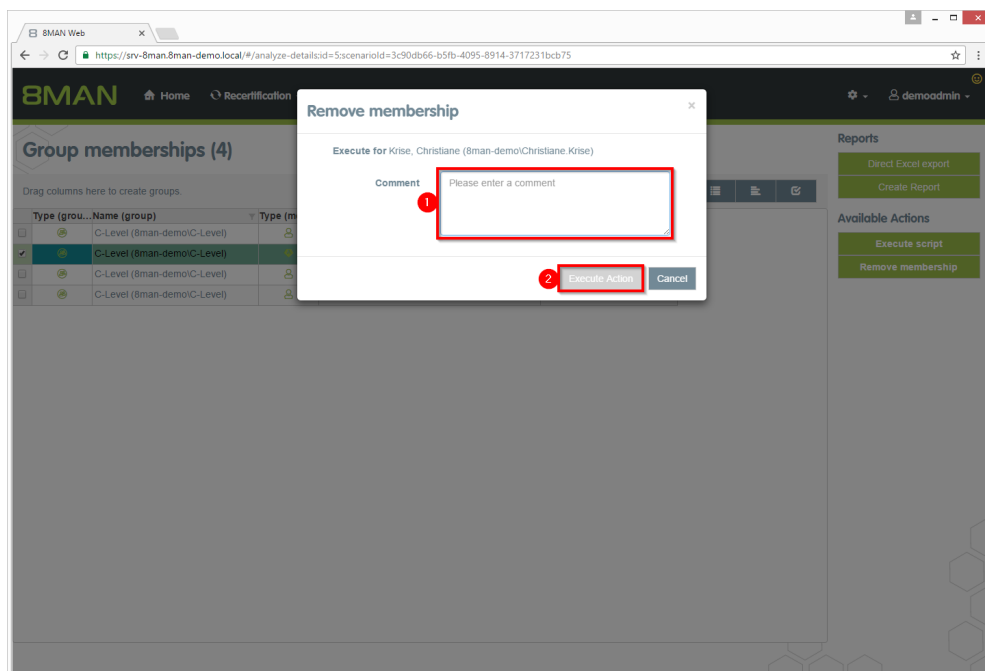 8MAN Web
https://srv-8man.8man-demo.local/#/analyze-details:id=5:scenarioId=3c90db66-b5fb-4095-8914-3717231bcb75
8MAN Home Recertification demoadmin
Remove membership
Execute for Krise, Christiane (8man-demo\Christiane.Krise)
Comment Please enter a comment
1
2 Execute Action Cancel
Group memberships (4)
Drag columns here to create groups.
Type (grou... Name (group) Type (m
C-Level (8man-demo\C-Level)
C-Level (8man-demo\C-Level)
C-Level (8man-demo\C-Level)
C-Level (8man-demo\C-Level)
Reports
Direct Excel export
Create Report
Available Actions
Execute script
Remove membership